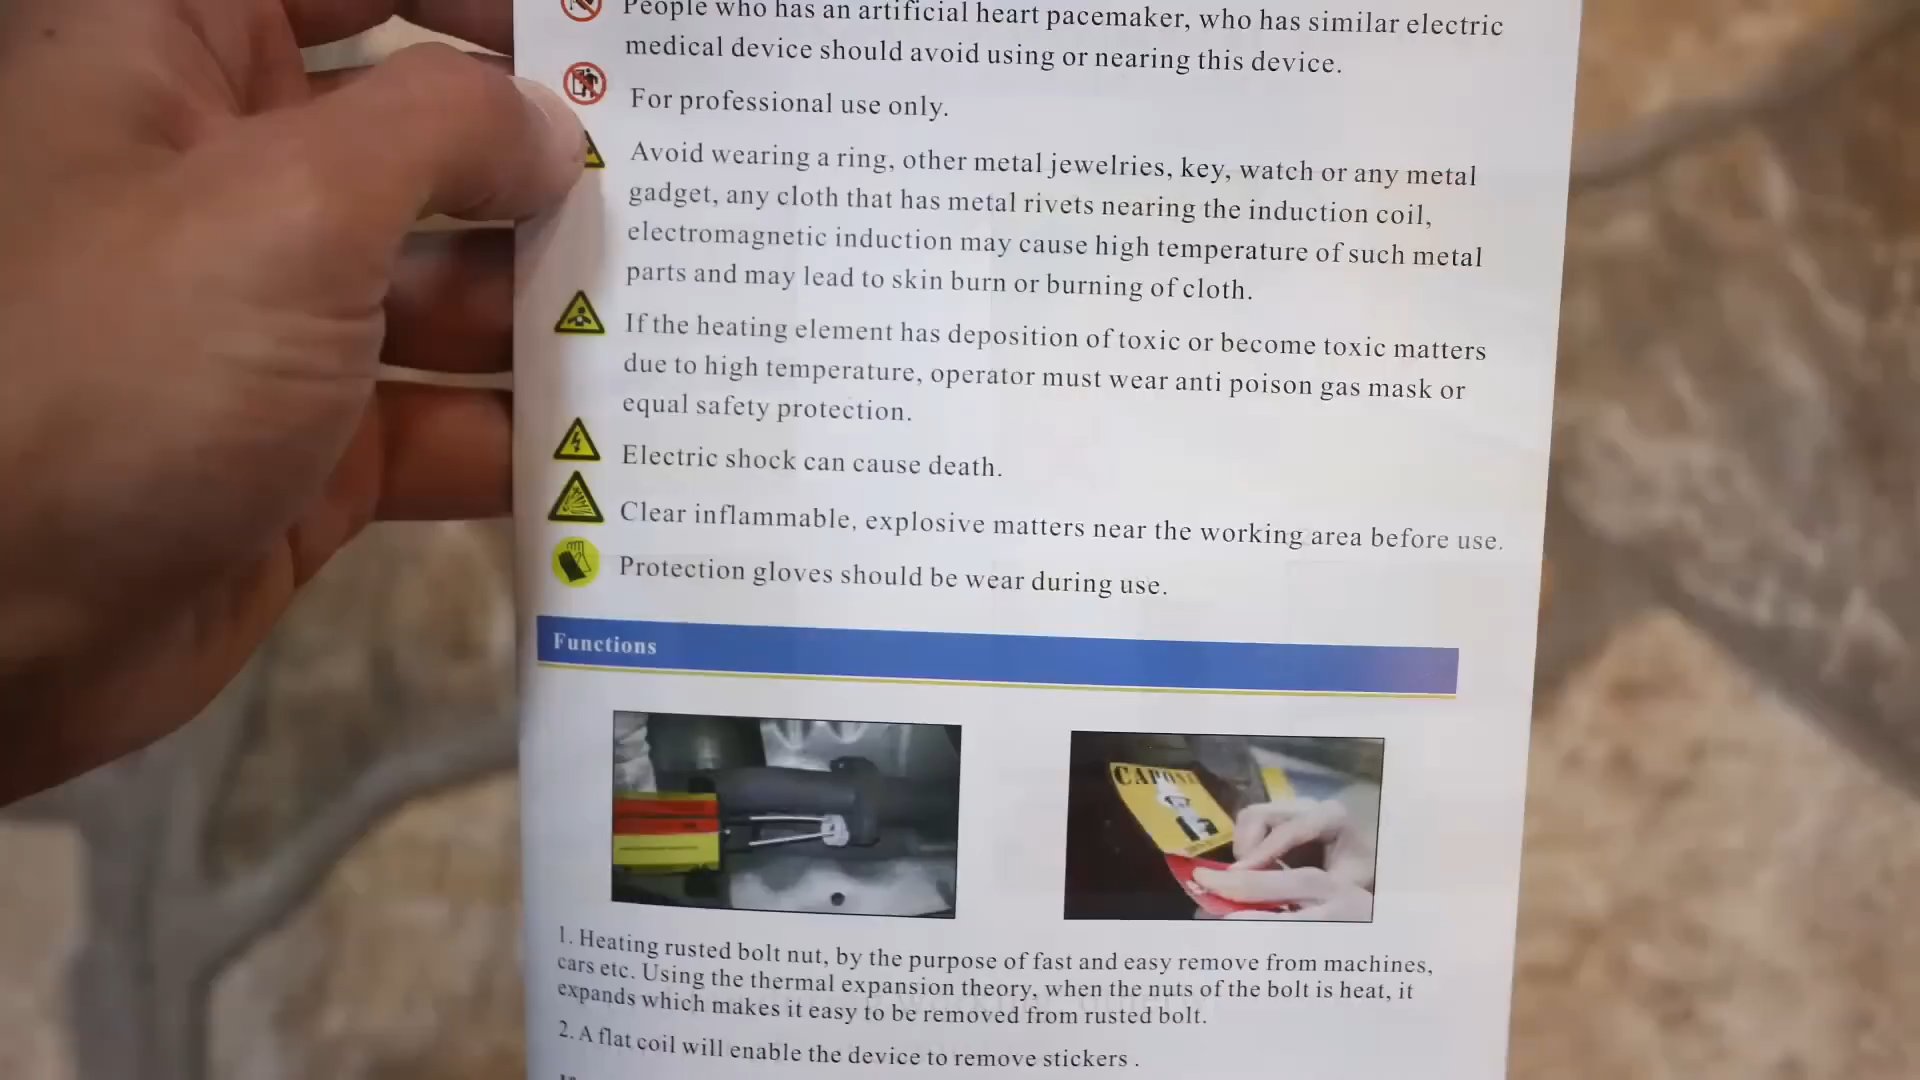 People who has an artificial heart pacemaker, who has similar electric
medical device should avoid using or nearing this device.
For professional use only.
Avoid wearing a ring, other metal jewelries, key, watch or any metal
gadget, any cloth that has metal rivets nearing the induction coil,
electromagnetic induction may cause high temperature of such metal
parts and may lead to skin burn or burning of cloth.
If the heating element has deposition of toxic or become toxic matters
due to high temperature, operator must wear anti poison gas mask or
equal safety protection.
Electric shock can cause death.
Clear inflammable, explosive matters near the working area before use.
Protection gloves should be wear during use.
Functions
1. Heating rusted bolt nut, by the purpose of fast and easy remove from machines,
cars etc. Using the thermal expansion theory, when the nuts of the bolt is heat, it
expands which makes it easy to be removed from rusted bolt.
2. A flat coil will enable the device to remove stickers .